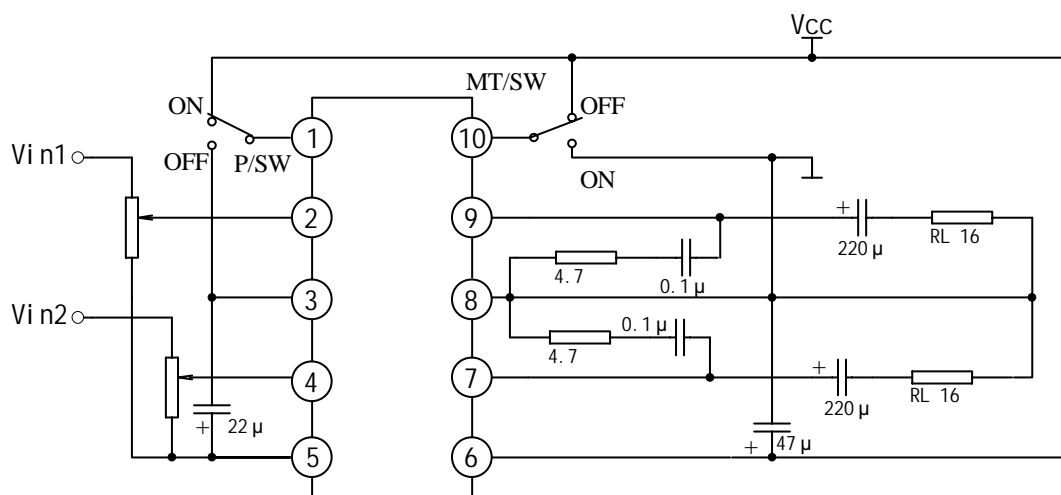 VCC
MT/SW
ON
OFF
1
10
Vin1
OFF
P/SW
ON
2
9
+
220μ
RL 16
4.7
0.1μ
3
8
Vin2
0.1μ
4.7
4
7
+
220μ
RL 16
+
22μ
5
6
+
47μ